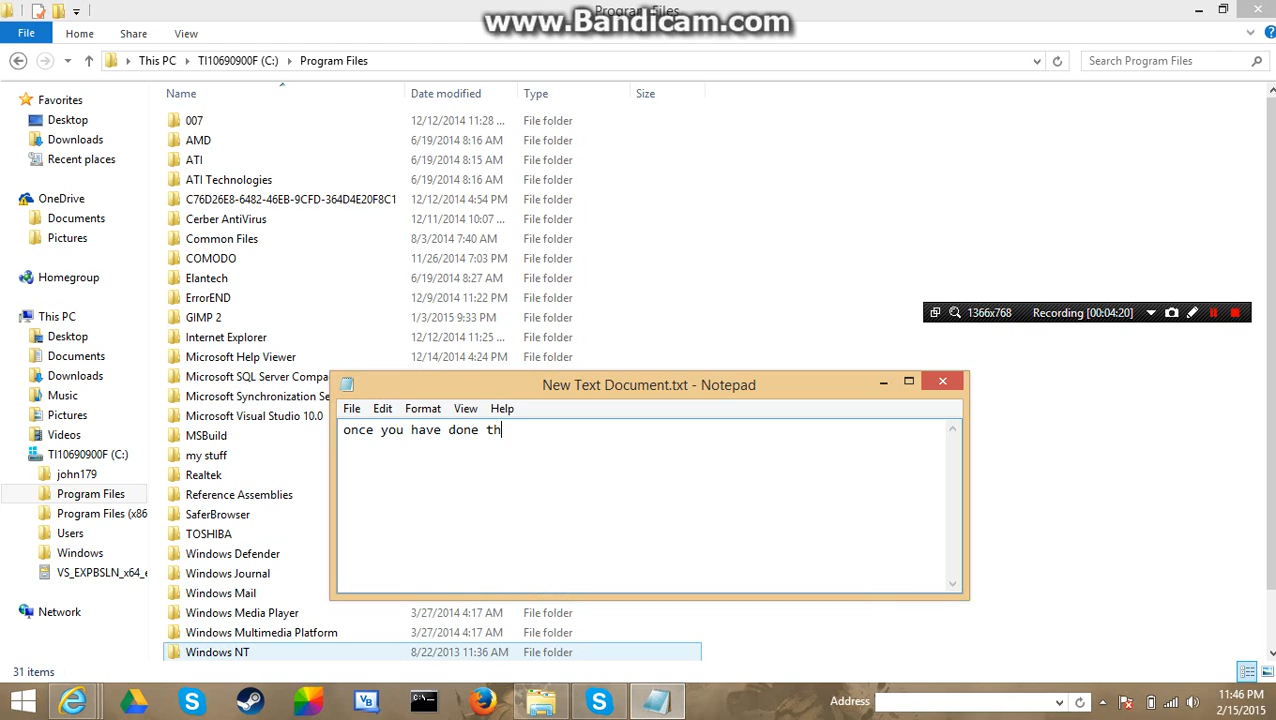 Program Files
www.Bandicam.com
File Home Share View
This PC TI10690900F (C:) Program Files
Search Program Files
Name Date modified Type Size
Favorites
Desktop
Downloads
Recent places
OneDrive
Documents
Pictures
Homegroup
This PC
Desktop
Documents
Downloads
Music
Pictures
Videos
TI10690900F (C:)
john179
Program Files
Program Files (x86
Users
Windows
VS_EXPBSLN_x64_e
Network
007 12/12/2014 11:28 ... File folder
AMD 6/19/2014 8:16 AM File folder
ATI 6/19/2014 8:15 AM File folder
ATI Technologies 6/19/2014 8:16 AM File folder
C76D26E8-6482-46EB-9CFD-364D4E20F8C1 12/12/2014 4:54 PM File folder
Cerber AntiVirus 12/11/2014 10:07 ... File folder
Common Files 8/3/2014 7:40 AM File folder
COMODO 11/26/2014 7:03 PM File folder
Elantech 6/19/2014 8:27 AM File folder
ErrorEND 12/9/2014 11:22 PM File folder
GIMP 2 1/3/2015 9:33 PM File folder
Internet Explorer 12/12/2014 11:25 ... File folder
Microsoft Help Viewer 12/14/2014 4:24 PM File folder
Microsoft SQL Server Compa
Microsoft Synchronization Se
Microsoft Visual Studio 10.0
MSBuild
my stuff
Realtek
Reference Assemblies
SaferBrowser
TOSHIBA
Windows Defender
Windows Journal
Windows Mail
Windows Media Player 3/27/2014 4:17 AM File folder
Windows Multimedia Platform 3/27/2014 4:17 AM File folder
Windows NT 8/22/2013 11:36 AM File folder
1366x768 Recording [00:04:20]
New Text Document.txt - Notepad
File Edit Format View Help
once you have done th
31 items
VB
Address
11:46 PM
2/15/2015